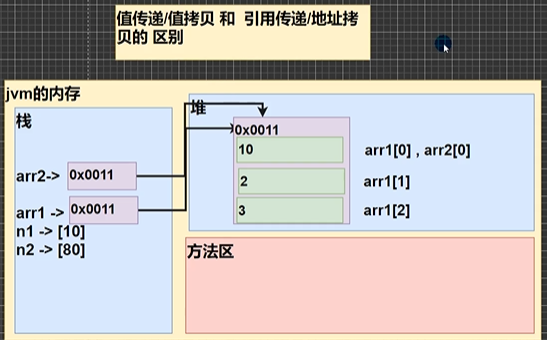 值传递/值拷贝 和 引用传递/地址拷
贝的 区别
jvm的内存
栈
堆
0x0011
10
arr1[0] , arr2[0]
arr2-> 0x0011
2
arr1[1]
arr1 -> 0x0011
3
arr1[2]
n1 -> [10]
n2 -> [80]
方法区